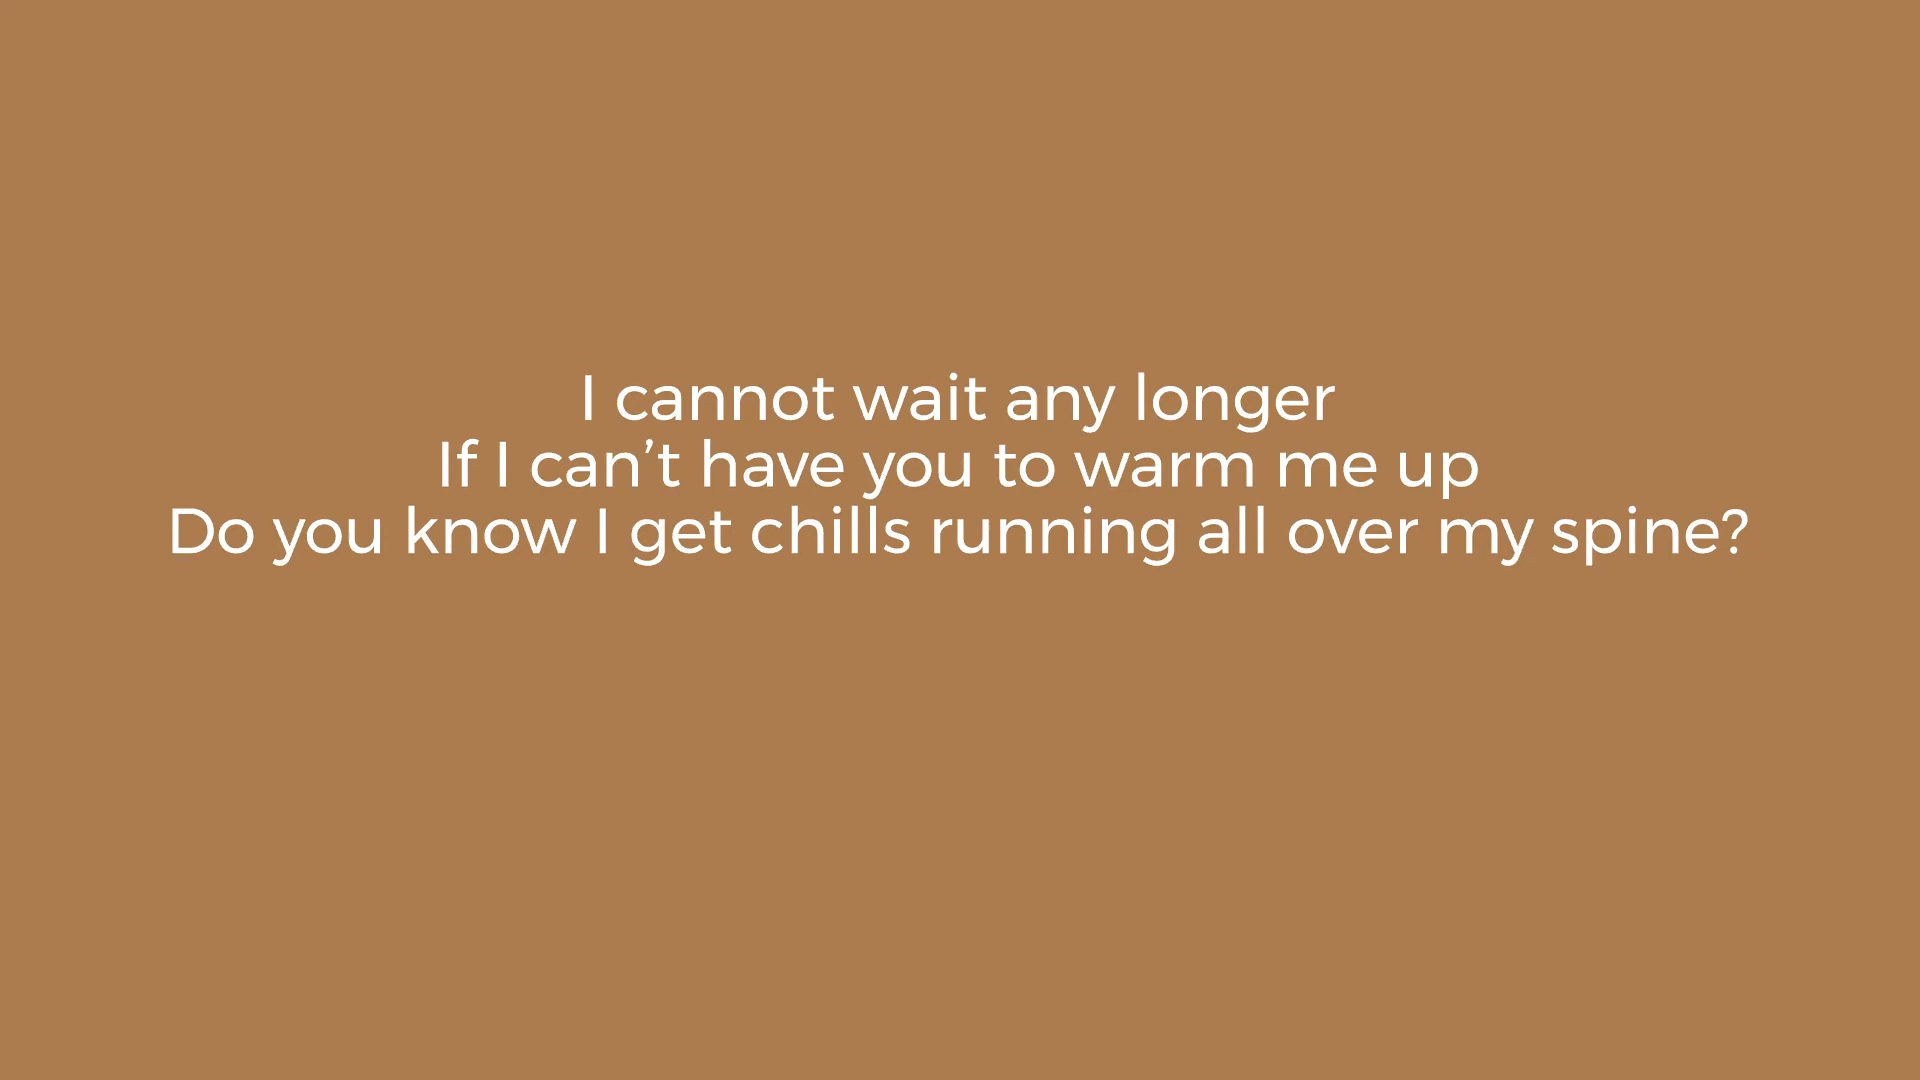 I cannot wait any longer
If I can’t have you to warm me up
Do you know I get chills running all over my spine?